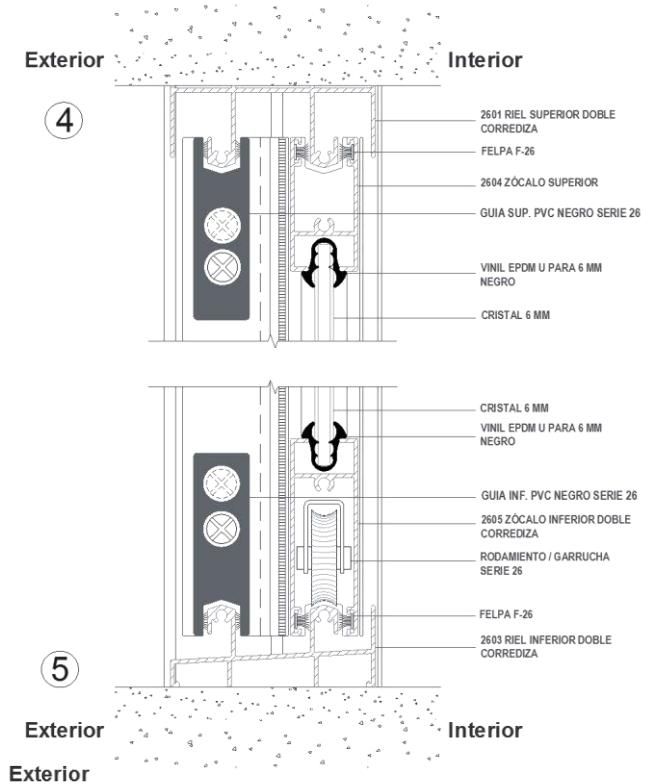 Exterior
Interior
4
2601 RIEL SUPERIOR DOBLE
CORREDIZA
FELPA F-26
2604 ZÓCALO SUPERIOR
GUIA SUP. PVC NEGRO SERIE 26
VINIL EPDM U PARA 6 MM
NEGRO
CRISTAL 6 MM
CRISTAL 6 MM
VINIL EPDM U PARA 6 MM
NEGRO
GUIA INF. PVC NEGRO SERIE 26
2605 ZÓCALO INFERIOR DOBLE
CORREDIZA
RODAMIENTO / GARRUCHA
SERIE 26
FELPA F-26
2603 RIEL INFERIOR DOBLE
CORREDIZA
5
Exterior
Interior
Exterior